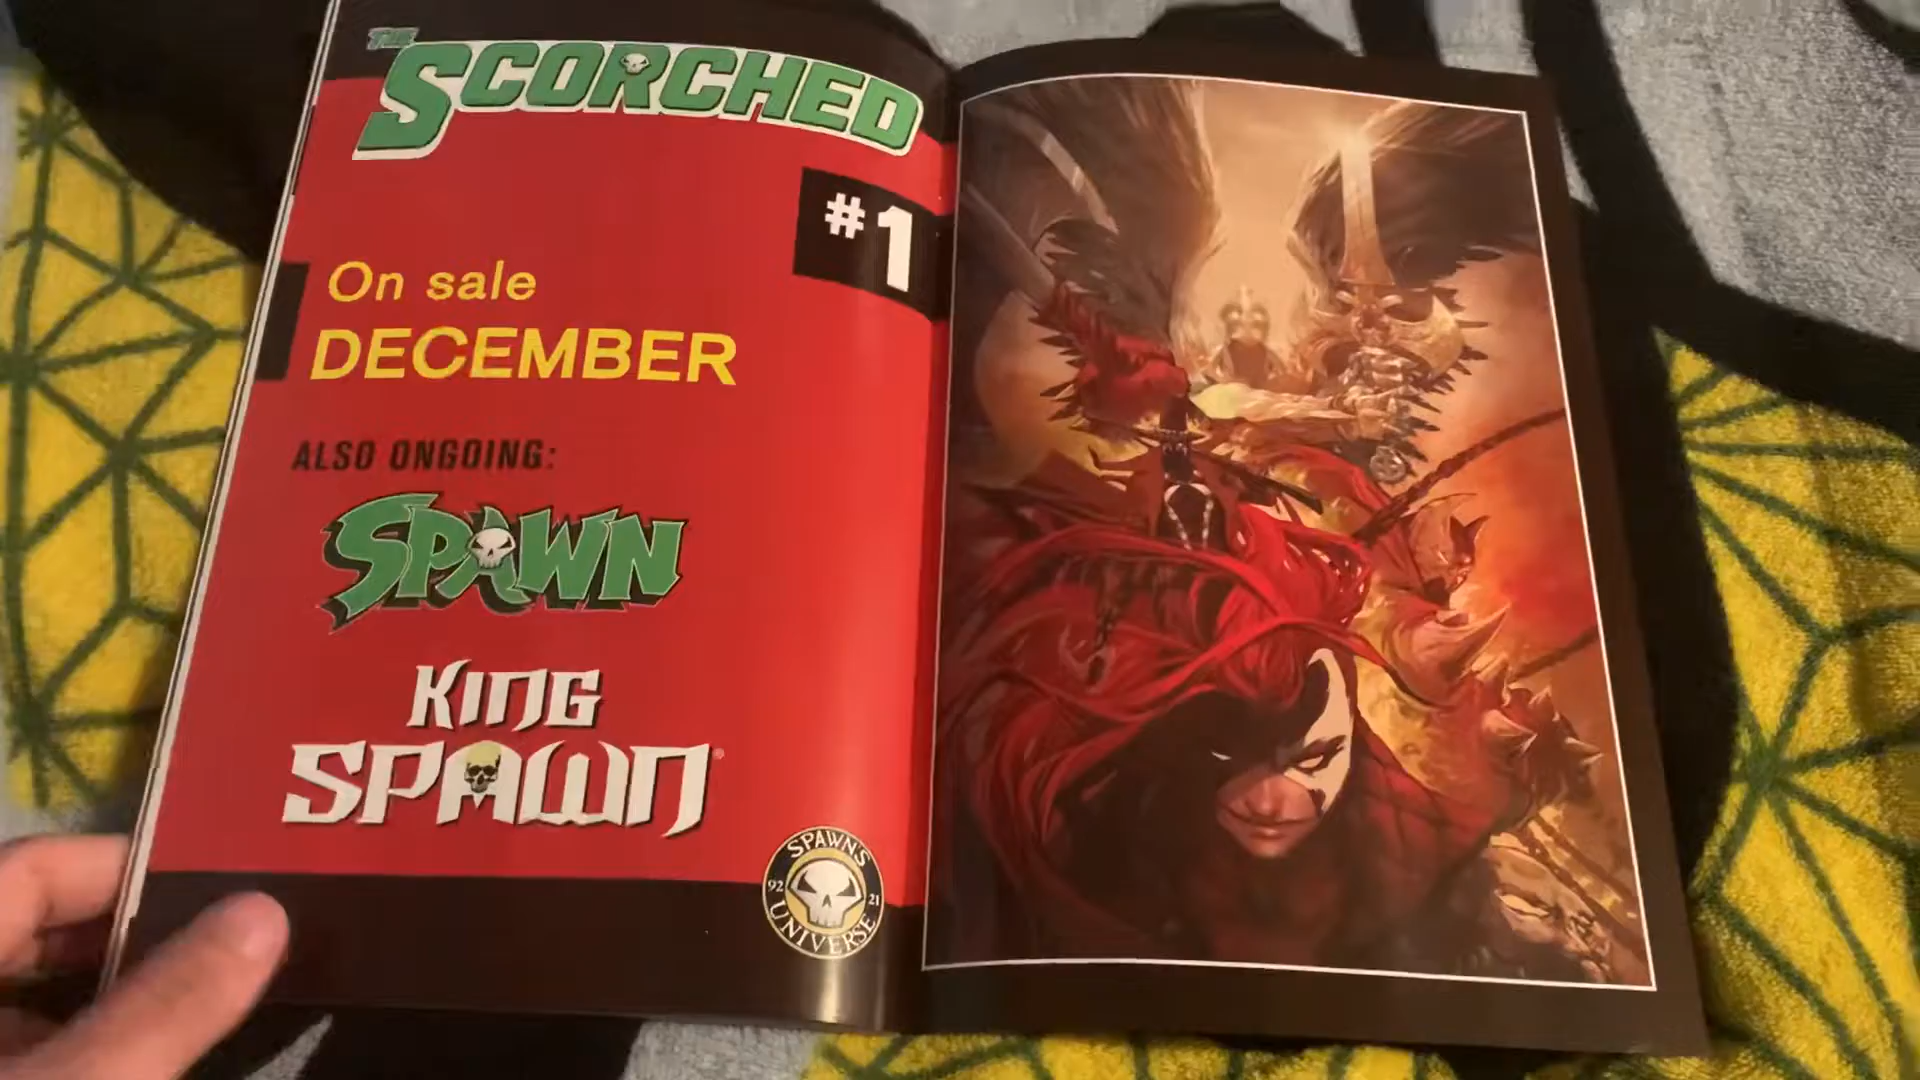 THE
SCORCHED
#1
On sale
DECEMBER
ALSO ONGOING:
SPAWN
KING
SPAWN®
SPAWN'S
92 21
UNIVERSE